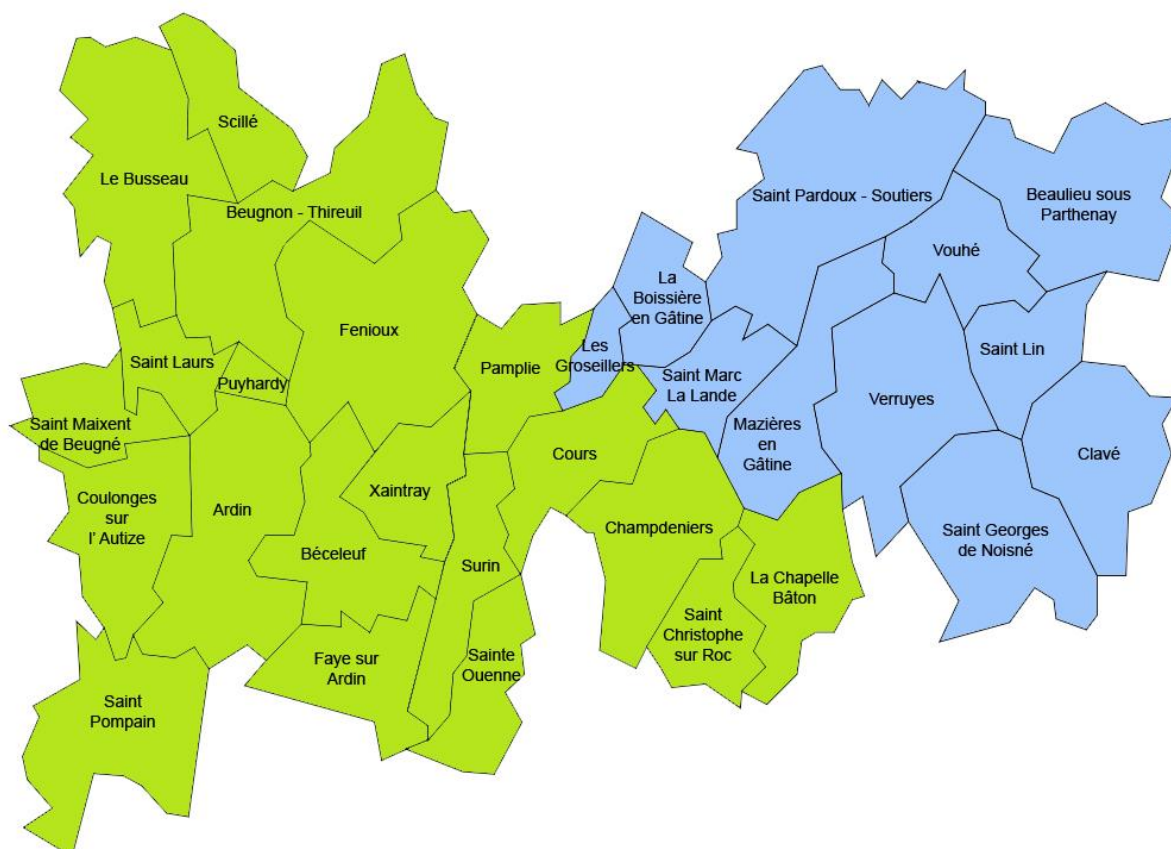 Scillé
Le Busseau
Beugnon - Thireuil
Saint Pardoux - Soutiers
Beaulieu sous
Parthenay
Vouhé
La
Boissière
en Gâtine
Fenioux
Saint Laurs
Puyhardy
Pamplie
Les
Groseillers
Saint Marc
La Lande
Saint Lin
Verruyes
Saint Maixent
de Beugné
Mazières
en
Gâtine
Cours
Clavé
Xaintray
Coulonges
sur
l' Autize
Ardin
Champdeniers
Saint Georges
de Noisné
Béceleuf
Surin
La Chapelle
Bâton
Saint
Christophe
sur Roc
Faye sur
Ardin
Sainte
Ouenne
Saint
Pompain